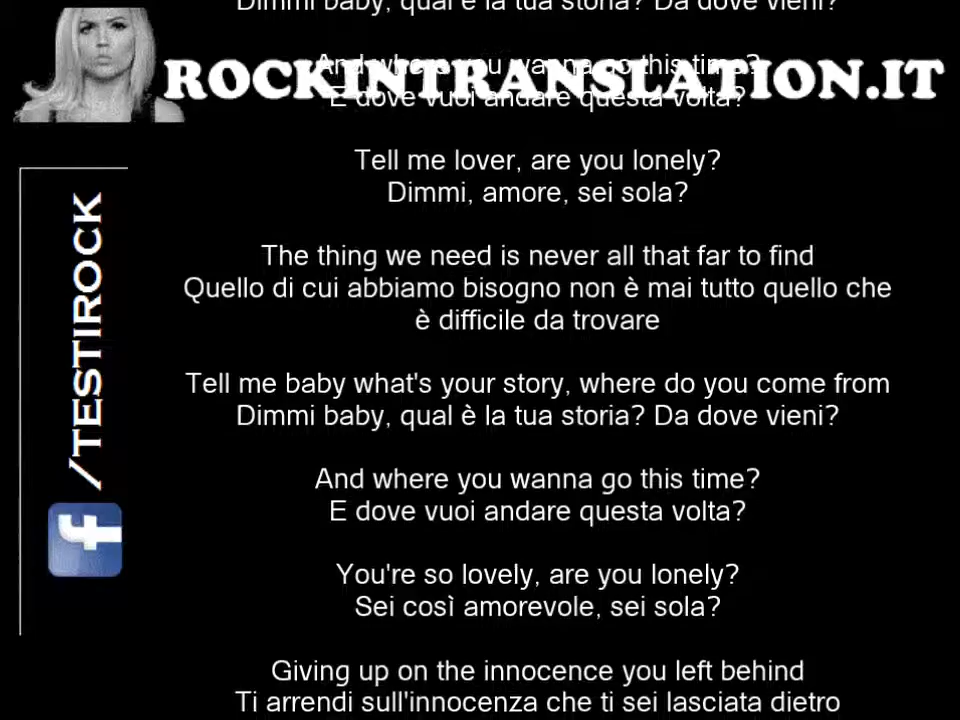 Dimmi baby, qual è la tua storia? Da dove vieni?
And where you wanna go this time?
ROCKINTRANSLATION.IT
E dove vuoi andare questa volta?
Tell me lover, are you lonely?
Dimmi, amore, sei sola?
The thing we need is never all that far to find
Quello di cui abbiamo bisogno non è mai tutto quello che
è difficile da trovare
Tell me baby what's your story, where do you come from
Dimmi baby, qual è la tua storia? Da dove vieni?
And where you wanna go this time?
E dove vuoi andare questa volta?
You're so lovely, are you lonely?
Sei così amorevole, sei sola?
Giving up on the innocence you left behind
Ti arrendi sull'innocenza che ti sei lasciata dietro
f /TESTIROCK